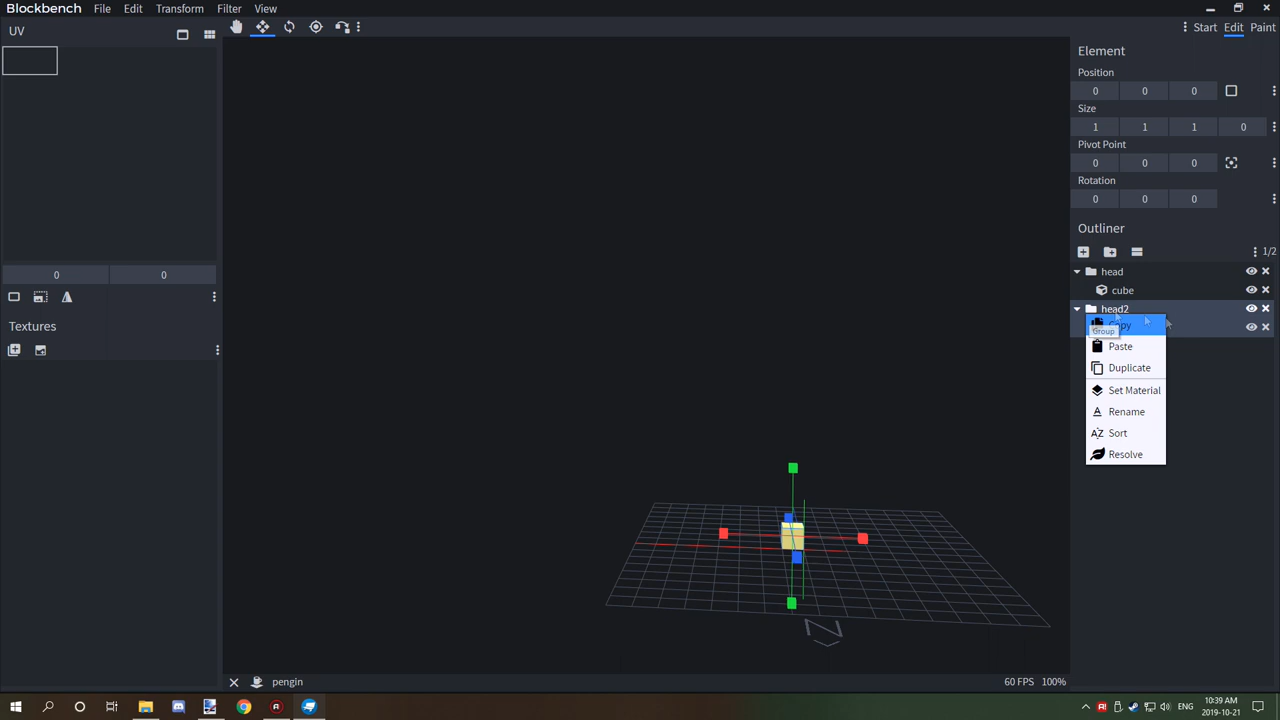 Blockbench File Edit Transform Filter View
UV
Start Edit Paint
Element
Position
0 0 0
Size
1 1 1 0
Pivot Point
0 0 0
Rotation
0 0 0
Outliner
1/2
head
cube
head2
Copy
Group
Paste
Duplicate
Set Material
Rename
Sort
Resolve
0 0
Textures
pengin
60 FPS 100%
ENG
10:39 AM
2019-10-21